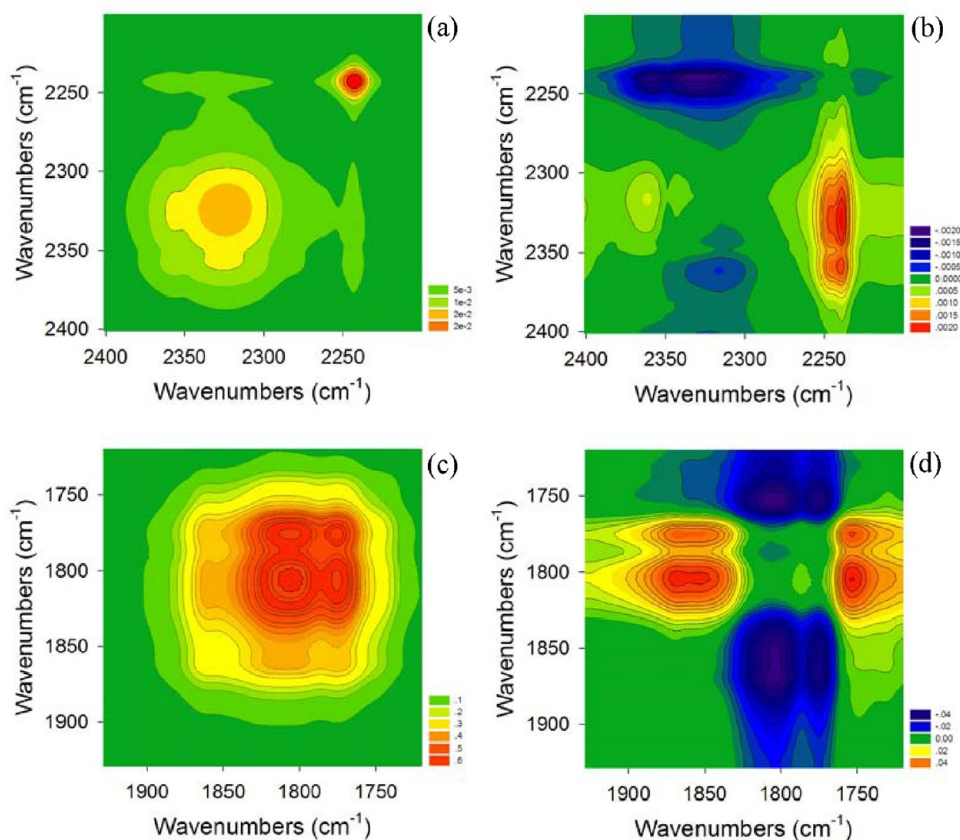 (a)
2250
2300
2350
2400
Wavenumbers (cm⁻¹)
5e-3
1e-2
2e-2
2e-2
2400 2350 2300 2250
Wavenumbers (cm⁻¹)
(b)
2250
2300
2350
2400
Wavenumbers (cm⁻¹)
-.0020
-.0015
-.0010
-.0005
0.0000
.0005
.0010
.0015
.0020
2400 2350 2300 2250
Wavenumbers (cm⁻¹)
(c)
1750
1800
1850
1900
Wavenumbers (cm⁻¹)
.1
.2
.3
.4
.5
.6
1900 1850 1800 1750
Wavenumbers (cm⁻¹)
(d)
1750
1800
1850
1900
Wavenumbers (cm⁻¹)
-.04
-.02
0.00
.02
.04
1900 1850 1800 1750
Wavenumbers (cm⁻¹)